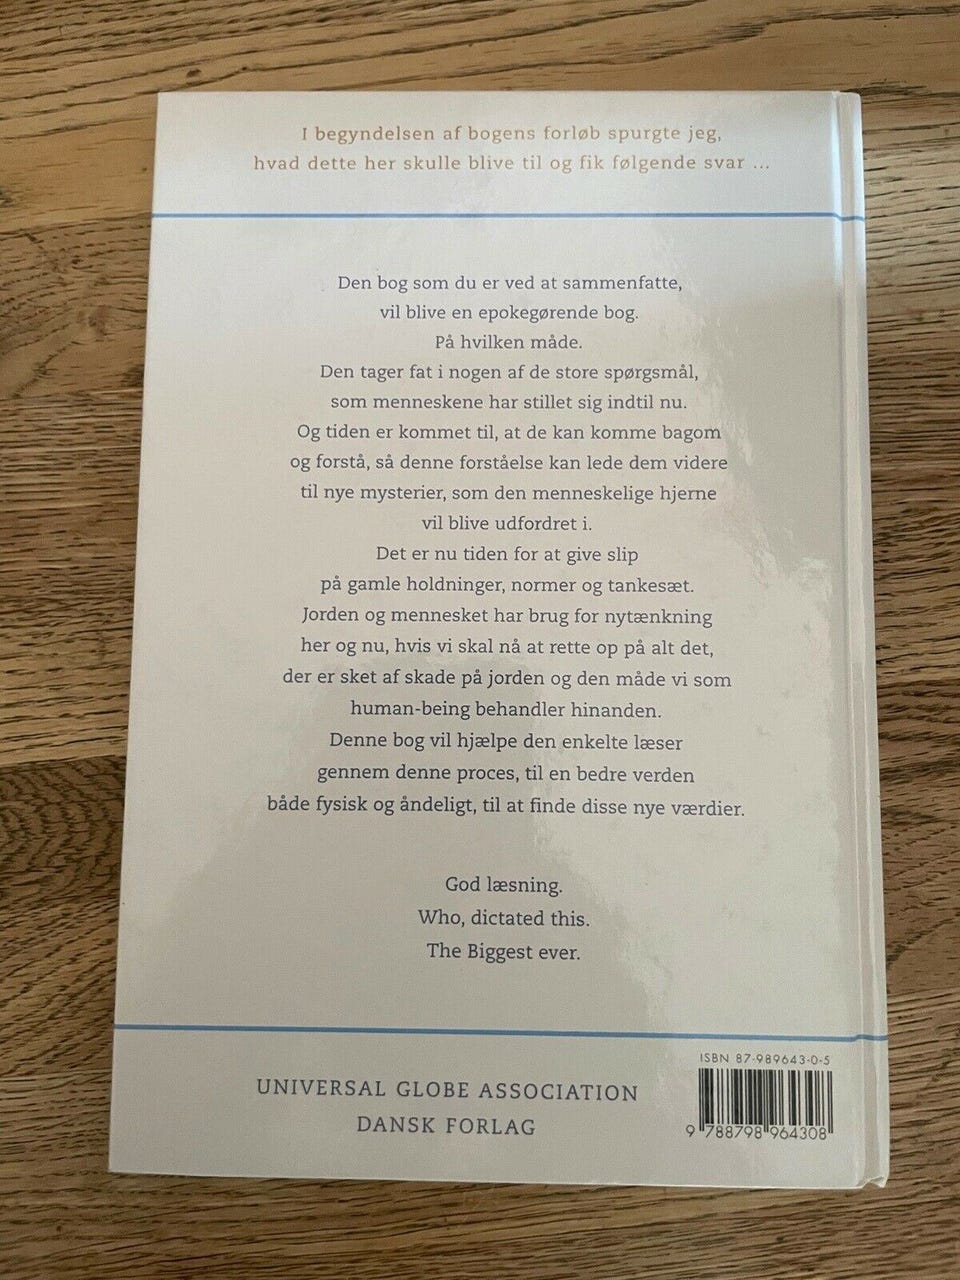 I begyndelsen af bogens forløb spurgte jeg,
hvad dette her skulle blive til og fik følgende svar ...
Den bog som du er ved at sammenfatte,
vil blive en epokegørende bog.
På hvilken måde.
Den tager fat i nogen af de store spørgsmål,
som menneskene har stillet sig indtil nu.
Og tiden er kommet til, at de kan komme bagom
og forstå, så denne forståelse kan lede dem videre
til nye mysterier, som den menneskelige hjerne
vil blive udfordret i.
Det er nu tiden for at give slip
på gamle holdninger, normer og tankesæt.
Jorden og mennesket har brug for nytænkning
her og nu, hvis vi skal nå at rette op på alt det,
der er sket af skade på jorden og den måde vi som
human-being behandler hinanden.
Denne bog vil hjælpe den enkelte læser
gennem denne proces, til en bedre verden
både fysisk og åndeligt, til at finde disse nye værdier.
God læsning.
Who, dictated this.
The Biggest ever.
UNIVERSAL GLOBE ASSOCIATION
DANSK FORLAG
ISBN 87-989643-0-5
9 788798 964308